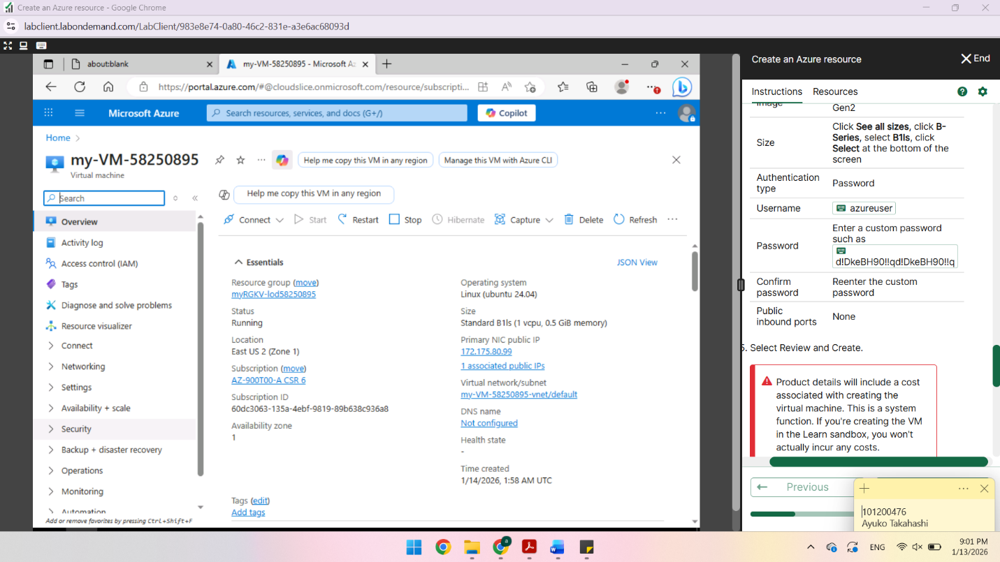 Create an Azure resource - Google Chrome
labclient.labondemand.com/LabClient/983e8e74-0a80-46c2-831e-a3e6ac68093d
about:blank
my-VM-58250895 - Microsoft Az
https://portal.azure.com/#@cloudslice.onmicrosoft.com/resource/subscripti...
Microsoft Azure
Search resources, services, and docs (G+/)
Copilot
Home
my-VM-58250895
Virtual machine
Help me copy this VM in any region
Manage this VM with Azure CLI
Search
Overview
Activity log
Access control (IAM)
Tags
Diagnose and solve problems
Resource visualizer
Connect
Networking
Settings
Availability + scale
Security
Backup + disaster recovery
Operations
Monitoring
Automation
Add or remove favorites by pressing Ctrl+Shift+F
Help me copy this VM in any region
Connect Start Restart Stop Hibernate Capture Delete Refresh
Essentials
JSON View
Resource group (move)
myRGKV-lod58250895
Status
Running
Location
East US 2 (Zone 1)
Subscription (move)
AZ-900T00-A CSR 6
Subscription ID
60dc3063-135a-4ebf-9819-89b638c936a8
Availability zone
1
Operating system
Linux (ubuntu 24.04)
Size
Standard B1ls (1 vcpu, 0.5 GiB memory)
Primary NIC public IP
172.175.80.99
1 associated public IPs
Virtual network/subnet
my-VM-58250895-vnet/default
DNS name
Not configured
Health state
-
Time created
1/14/2026, 1:58 AM UTC
Tags (edit)
Add tags
Create an Azure resource
End
Instructions
Resources
Image
Gen2
Size
Click See all sizes, click B-
Series, select B1ls, click
Select at the bottom of the
screen
Authentication
type
Password
Username
azureuser
Password
Enter a custom password
such as
d!DkeBH90!!qd!DkeBH90!!q
Confirm
password
Reenter the custom
password
Public
inbound ports
None
5. Select Review and Create.
Product details will include a cost
associated with creating the
virtual machine. This is a system
function. If you're creating the VM
in the Learn sandbox, you won't
actually incur any costs.
Previous
101200476
Ayuko Takahashi
ENG
9:01 PM
1/13/2026